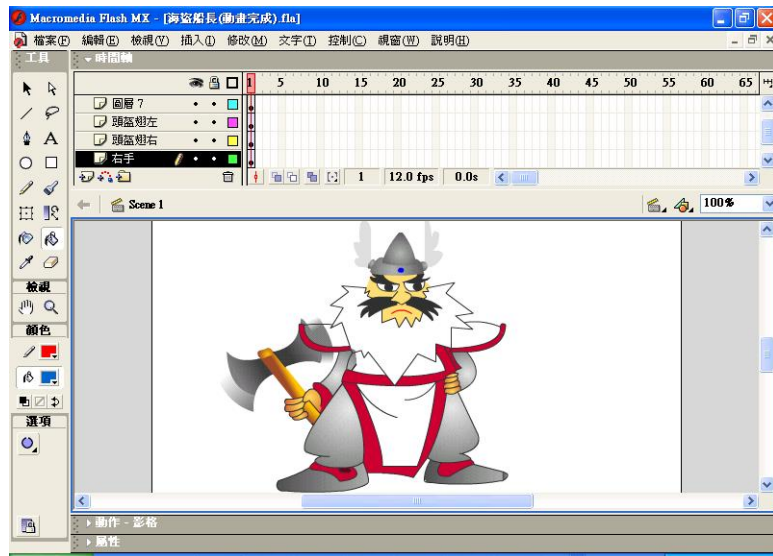 Macromedia Flash MX - [海盜船長(動畫完成).fla]
檔案(F) 編輯(E) 檢視(V) 插入(I) 修改(M) 文字(T) 控制(C) 視窗(W) 說明(H)
工具
時間軸
1 5 10 15 20 25 30 35 40 45 50 55 60 65
圖層 7
頭盔翅左
頭盔翅右
右手
1 12.0 fps 0.0s
Scene 1
100%
檢視
顏色
選項
動作 - 影格
屬性